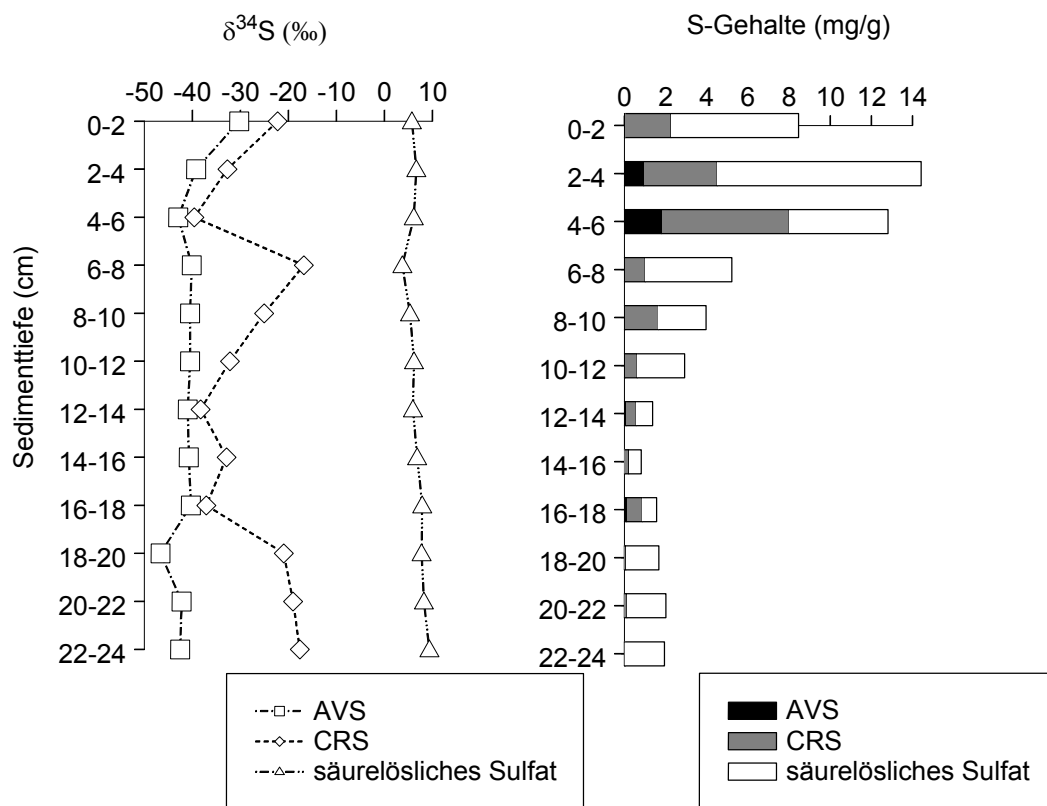 δ³⁴S (‰)
-50 -40 -30 -20 -10 0 10
Sedimenttiefe (cm)
0-2
2-4
4-6
6-8
8-10
10-12
12-14
14-16
16-18
18-20
20-22
22-24
AVS
CRS
säurelösliches Sulfat
S-Gehalte (mg/g)
0 2 4 6 8 10 12 14
0-2
2-4
4-6
6-8
8-10
10-12
12-14
14-16
16-18
18-20
20-22
22-24
AVS
CRS
säurelösliches Sulfat